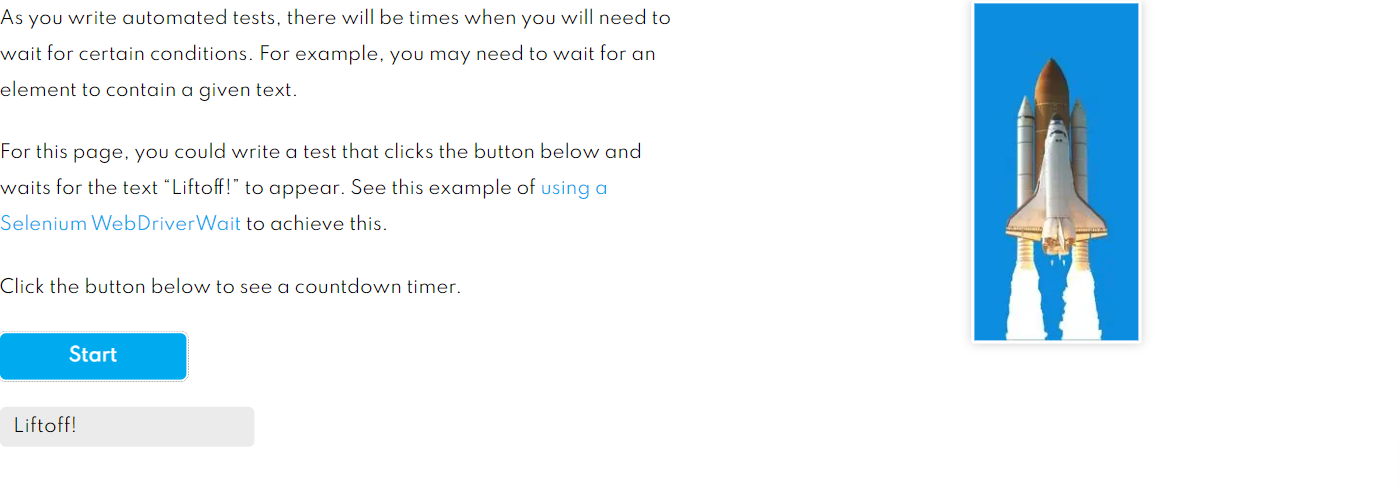 As you write automated tests, there will be times when you will need to
wait for certain conditions. For example, you may need to wait for an
element to contain a given text.
For this page, you could write a test that clicks the button below and
waits for the text “Liftoff!” to appear. See this example of using a
Selenium WebDriverWait to achieve this.
Click the button below to see a countdown timer.
Start
Liftoff!